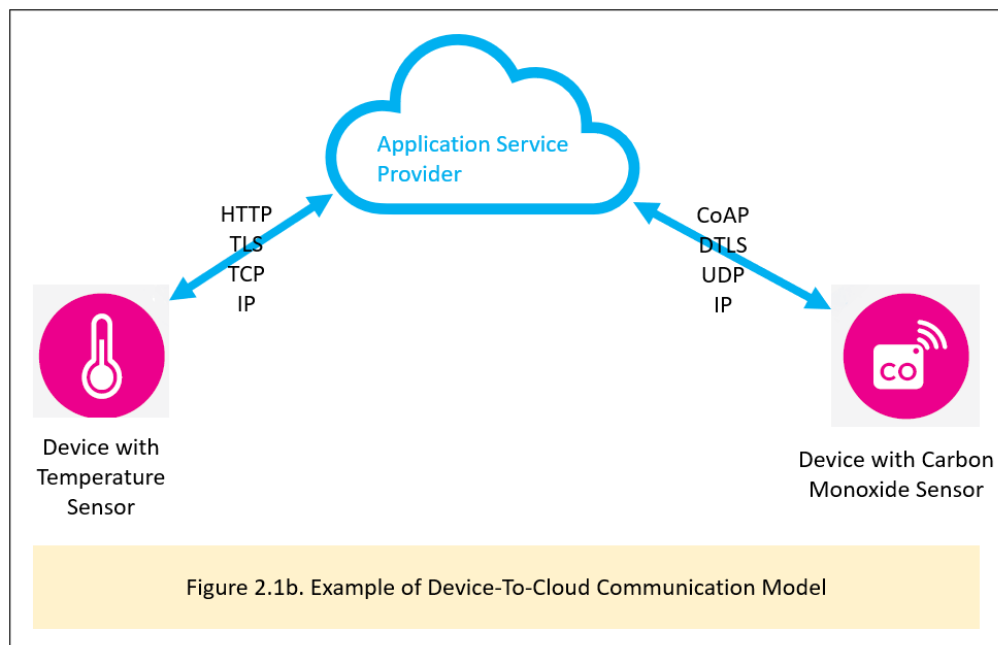 Application Service
Provider
HTTP
TLS
TCP
IP
CoAP
DTLS
UDP
IP
CO
Device with
Temperature
Sensor
Device with Carbon
Monoxide Sensor
Figure 2.1b. Example of Device-To-Cloud Communication Model